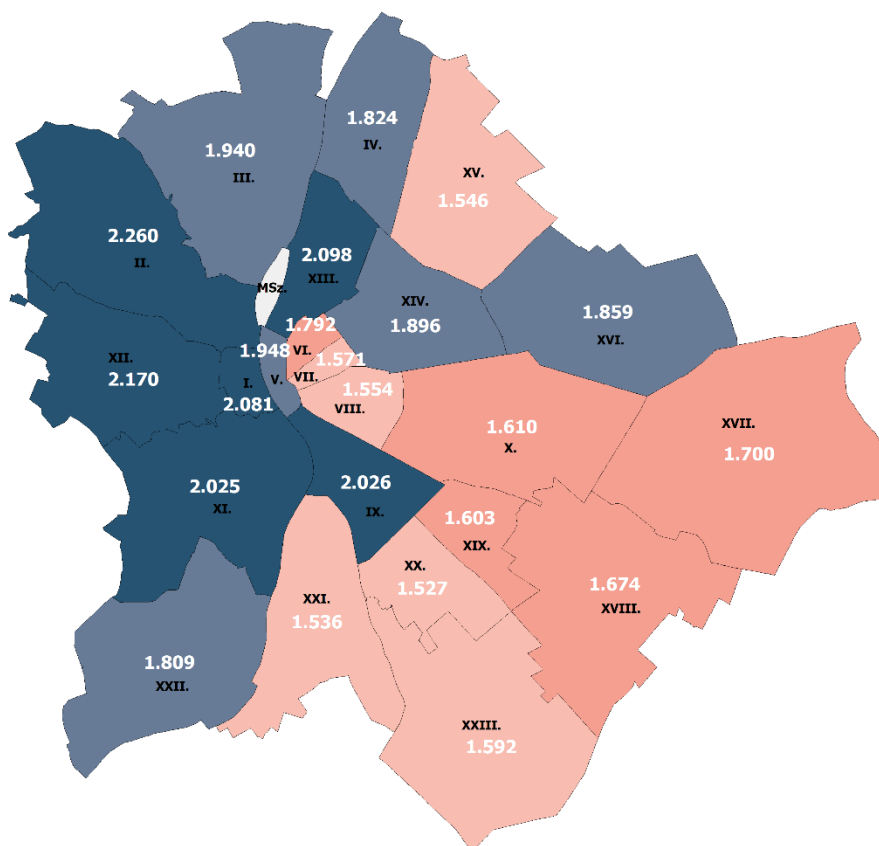 1.824
IV.
1.940
III.
XV.
1.546
2.260
II.
2.098
XIII.
MSz.
XIV.
1.896
1.859
XVI.
1.792
VI.
1.948
V.
1.571
VII.
XII.
2.170
I.
2.081
1.554
VIII.
1.610
X.
XVII.
1.700
2.025
XI.
2.026
IX.
1.603
XIX.
XX.
1.527
1.674
XVIII.
XXI.
1.536
1.809
XXII.
XXIII.
1.592